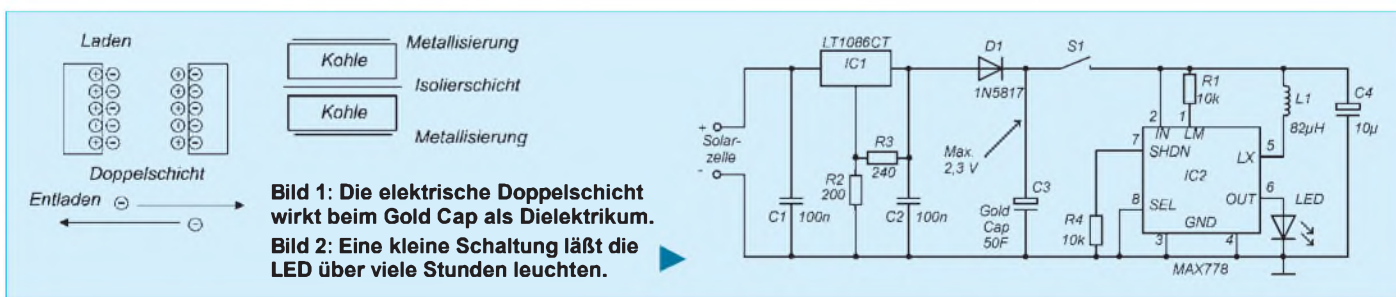 Laden
+ - + -
+ - + -
+ - + -
+ - + -
+ - + -
Doppelschicht
Entladen -
-
Metallisierung
Kohle
Isolierschicht
Kohle
Metallisierung
Bild 1: Die elektrische Doppelschicht
wirkt beim Gold Cap als Dielektrikum.
Bild 2: Eine kleine Schaltung läßt die
LED über viele Stunden leuchten.
LT1086CT
IC1
D1
1N5817
S1
+
Solar-
zelle
-
R3
240
R2
200
C1
100n
C2
100n
Max.
2,3 V
C3
Gold
Cap
50F
R1
10k
L1
82µH
C4
10µ
2
1
IN
LM
7
SHDN
LX
5
IC2
8
SEL
OUT
6
LED
GND
R4
10k
3
4
MAX778